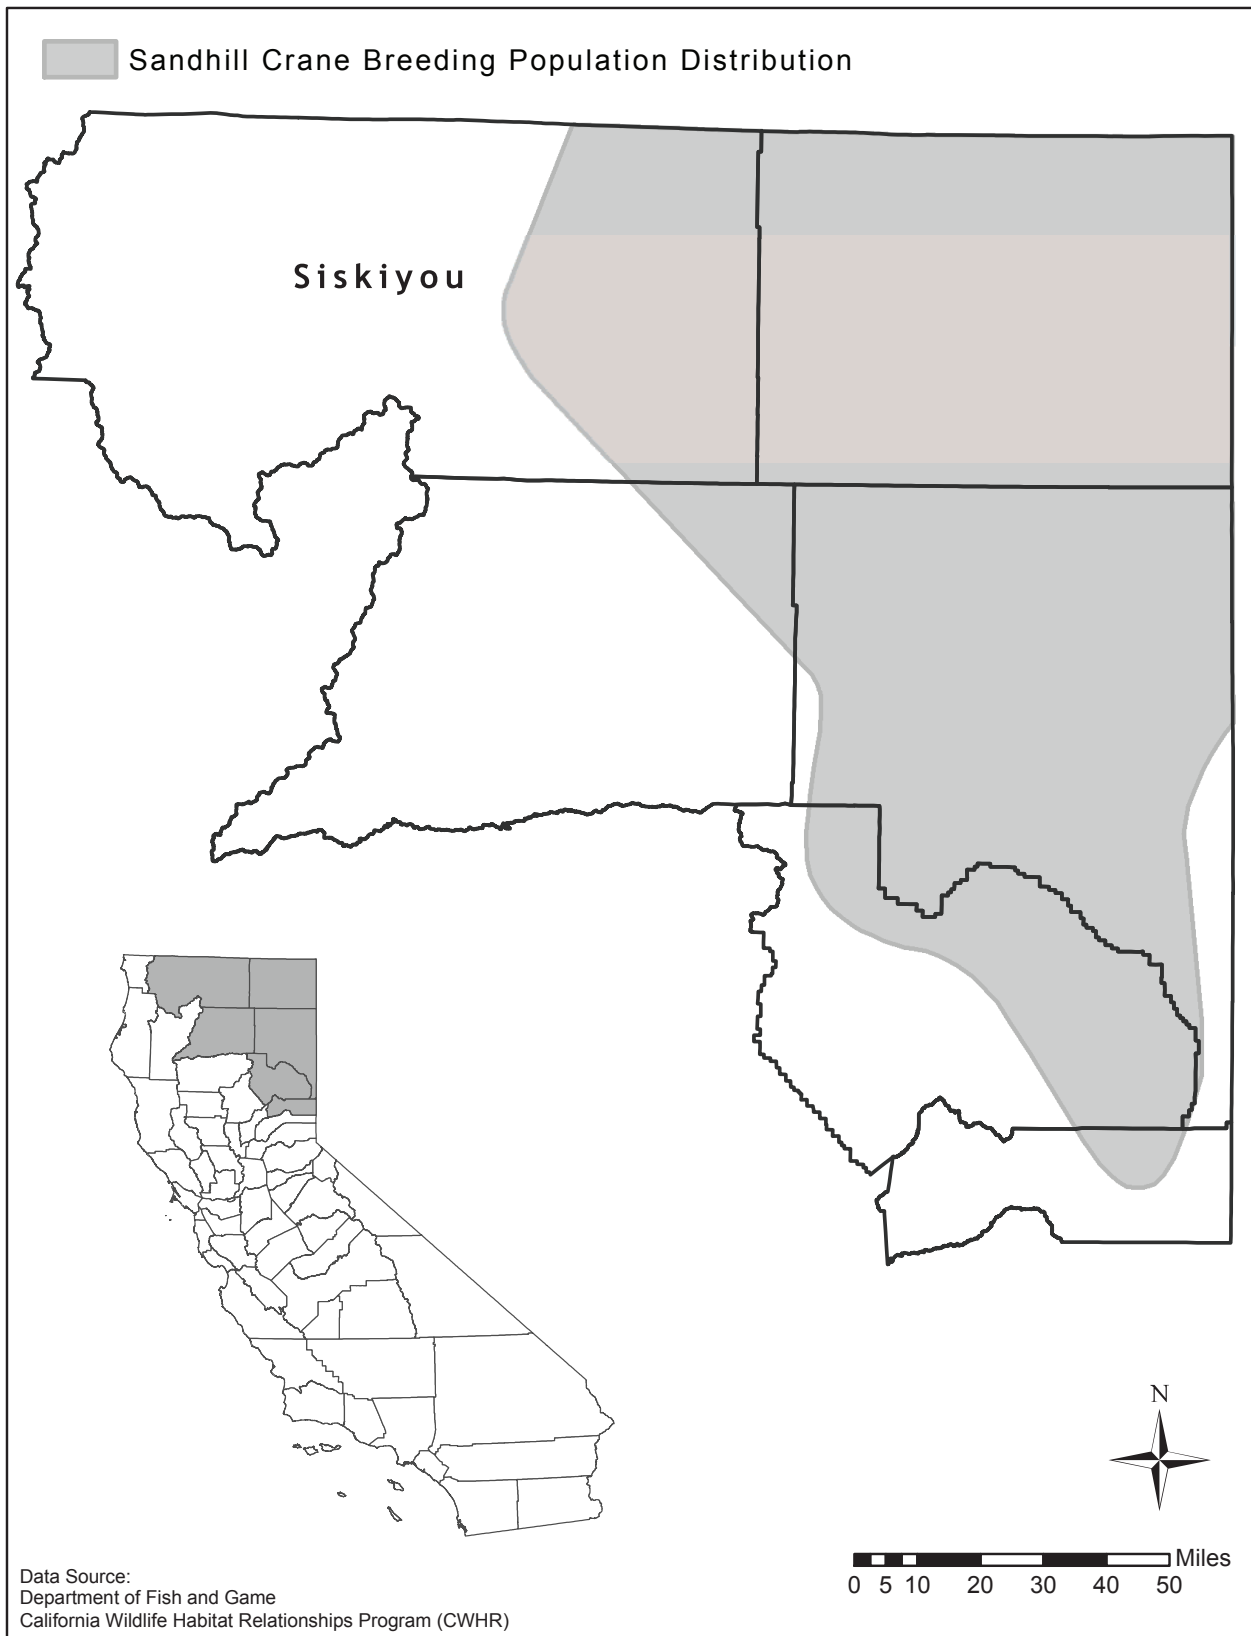 Sandhill Crane Breeding Population Distribution
Siskiyou
N
Miles
0 5 10 20 30 40 50
Data Source:
Department of Fish and Game
California Wildlife Habitat Relationships Program (CWHR)